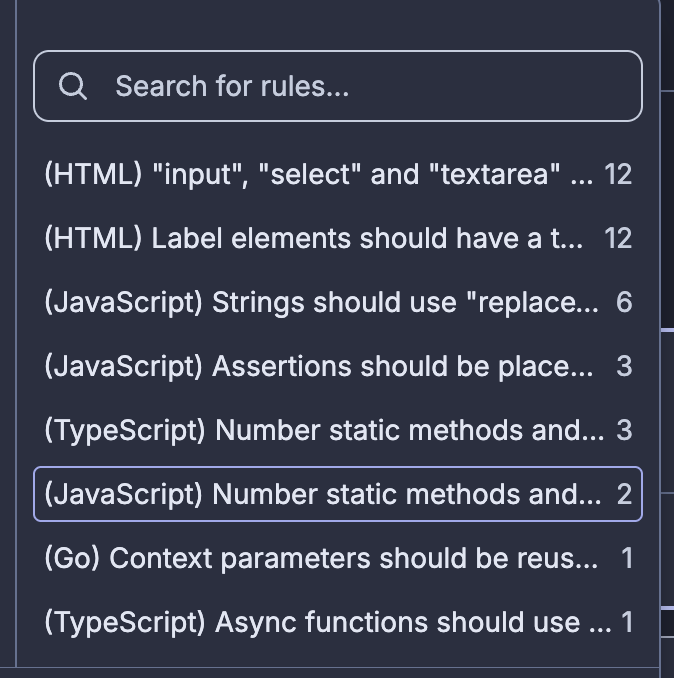 Search for rules...
(HTML) "input", "select" and "textarea" ... 12
(HTML) Label elements should have a t... 12
(JavaScript) Strings should use "replace... 6
(JavaScript) Assertions should be place... 3
(TypeScript) Number static methods and... 3
(JavaScript) Number static methods and... 2
(Go) Context parameters should be reus... 1
(TypeScript) Async functions should use ... 1